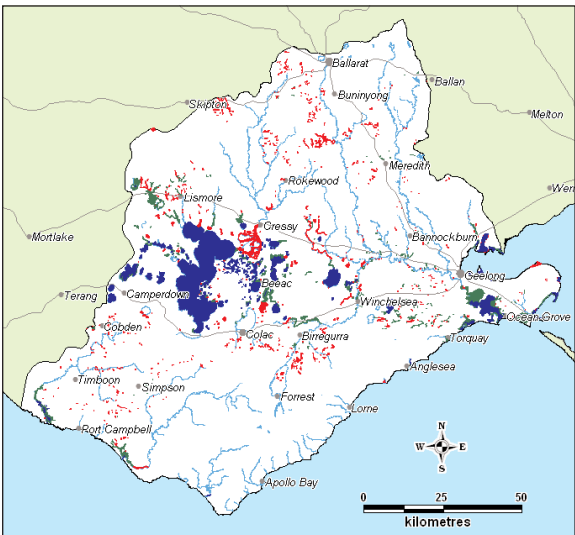 Ballarat
Ballan
Buninyong
Skipton
Melton
Meredith
Rokewood
Werr
Lismore
Cressy
Mortlake
Bannockburn
Geelong
Beeac
Camperdown
Terang
Winchelsea
Ocean Grove
Cobden
Colac
Birregurra
Torquay
Anglesea
Timboon
Simpson
Forrest
Lorne
Port Campbell
N
W E
S
Apollo Bay
0 25 50
kilometres